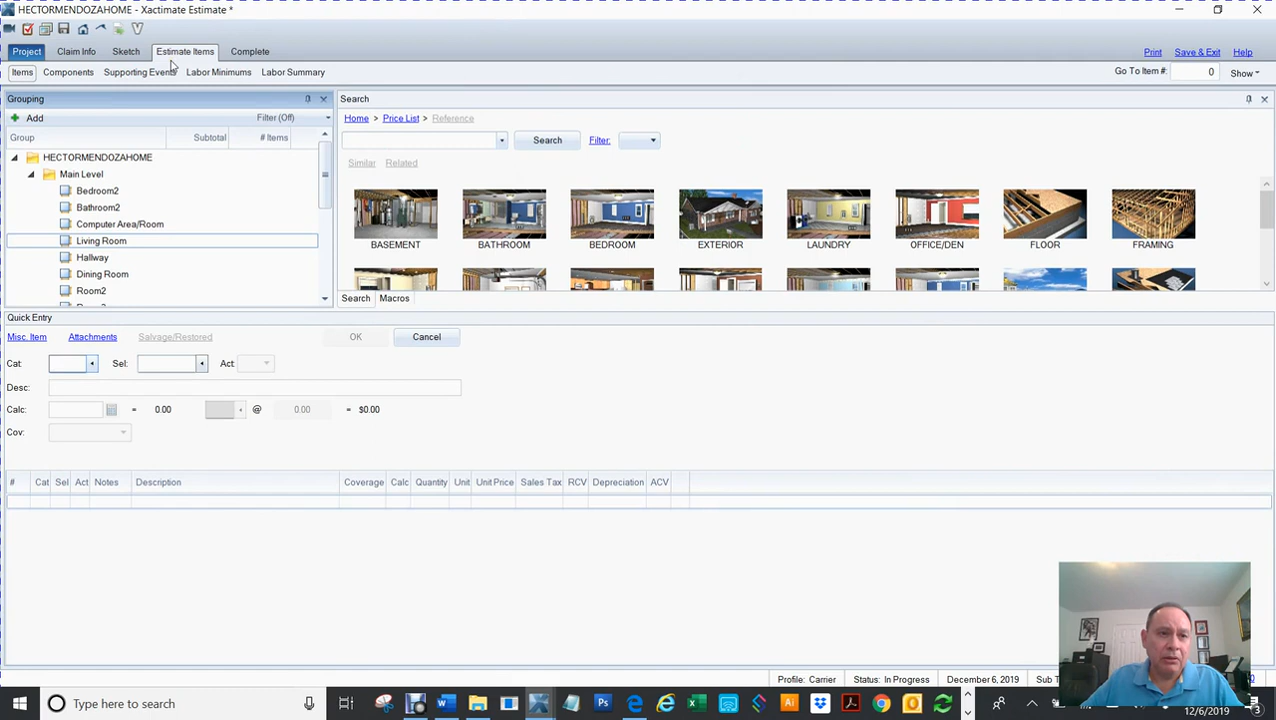 HECTORMENDOZAHOME - Xactimate Estimate *
Project Claim Info Sketch Estimate Items Complete Print Save & Exit Help
Items Components Supporting Events Labor Minimums Labor Summary Go To Item #: 0 Show
Grouping
Add Filter (Off)
Group Subtotal # Items
HECTORMENDOZAHOME
Main Level
Bedroom2
Bathroom2
Computer Area/Room
Living Room
Hallway
Dining Room
Room2
Search
Home > Price List > Reference
Search Filter:
Similar Related
BASEMENT BATHROOM BEDROOM EXTERIOR LAUNDRY OFFICE/DEN FLOOR FRAMING
Search Macros
Quick Entry
Misc. Item Attachments Salvage/Restored OK Cancel
Cat: Sel: Act:
Desc:
Calc: = 0.00 @ 0.00 = $0.00
Cov:
# Cat Sel Act Notes Description Coverage Calc Quantity Unit Unit Price Sales Tax RCV Depreciation ACV
Profile: Carrier Status: In Progress December 6, 2019 Sub T
Type here to search
12/6/2019